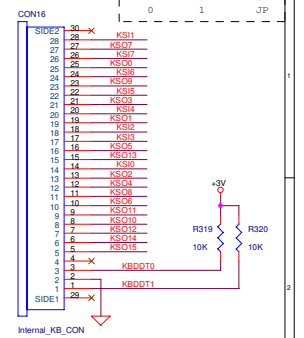 0 1 JP
CON16
SIDE2 30
28 28 KSI1
27 27 KSO7
26 26 KSI7
25 25 KSO0
24 24 KSI6
23 23 KSO9
22 22 KSI5
21 21 KSO3
20 20 KSI4
19 19 KSO1
18 18 KSI2
17 17 KSI3
16 16 KSO5
15 15 KSO13
14 14 KSI0
13 13 KSO2
12 12 KSO4
11 11 KSO8
10 10 KSO6
9 9 KSO11
8 8 KSO10
7 7 KSO12
6 6 KSO14
5 5 KSO15
4 4
3 3 KBDDT0
2 2
1 1 KBDDT1
SIDE1 29
Internal_KB_CON
+3V
R319 R320
10K 10K
1
2